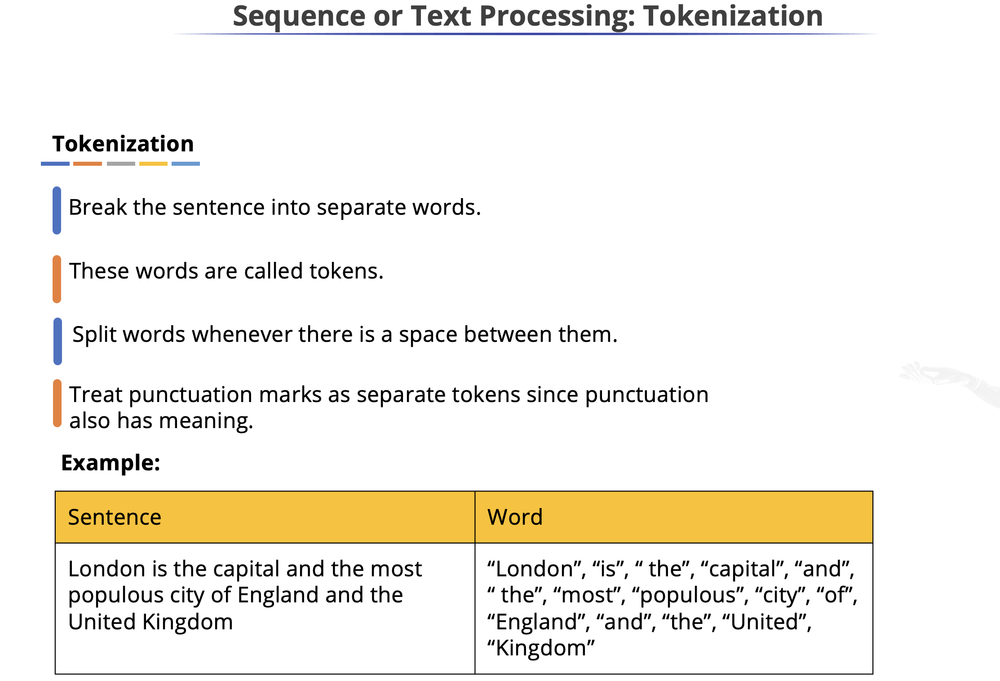 Sequence or Text Processing: Tokenization
Tokenization
Break the sentence into separate words.
These words are called tokens.
Split words whenever there is a space between them.
Treat punctuation marks as separate tokens since punctuation
also has meaning.
Example:
Sentence
Word
London is the capital and the most
populous city of England and the
United Kingdom
“London”, “is”, “ the”, “capital”, “and”,
“ the”, “most”, “populous”, “city”, “of”,
“England”, “and”, “the”, “United”,
“Kingdom”